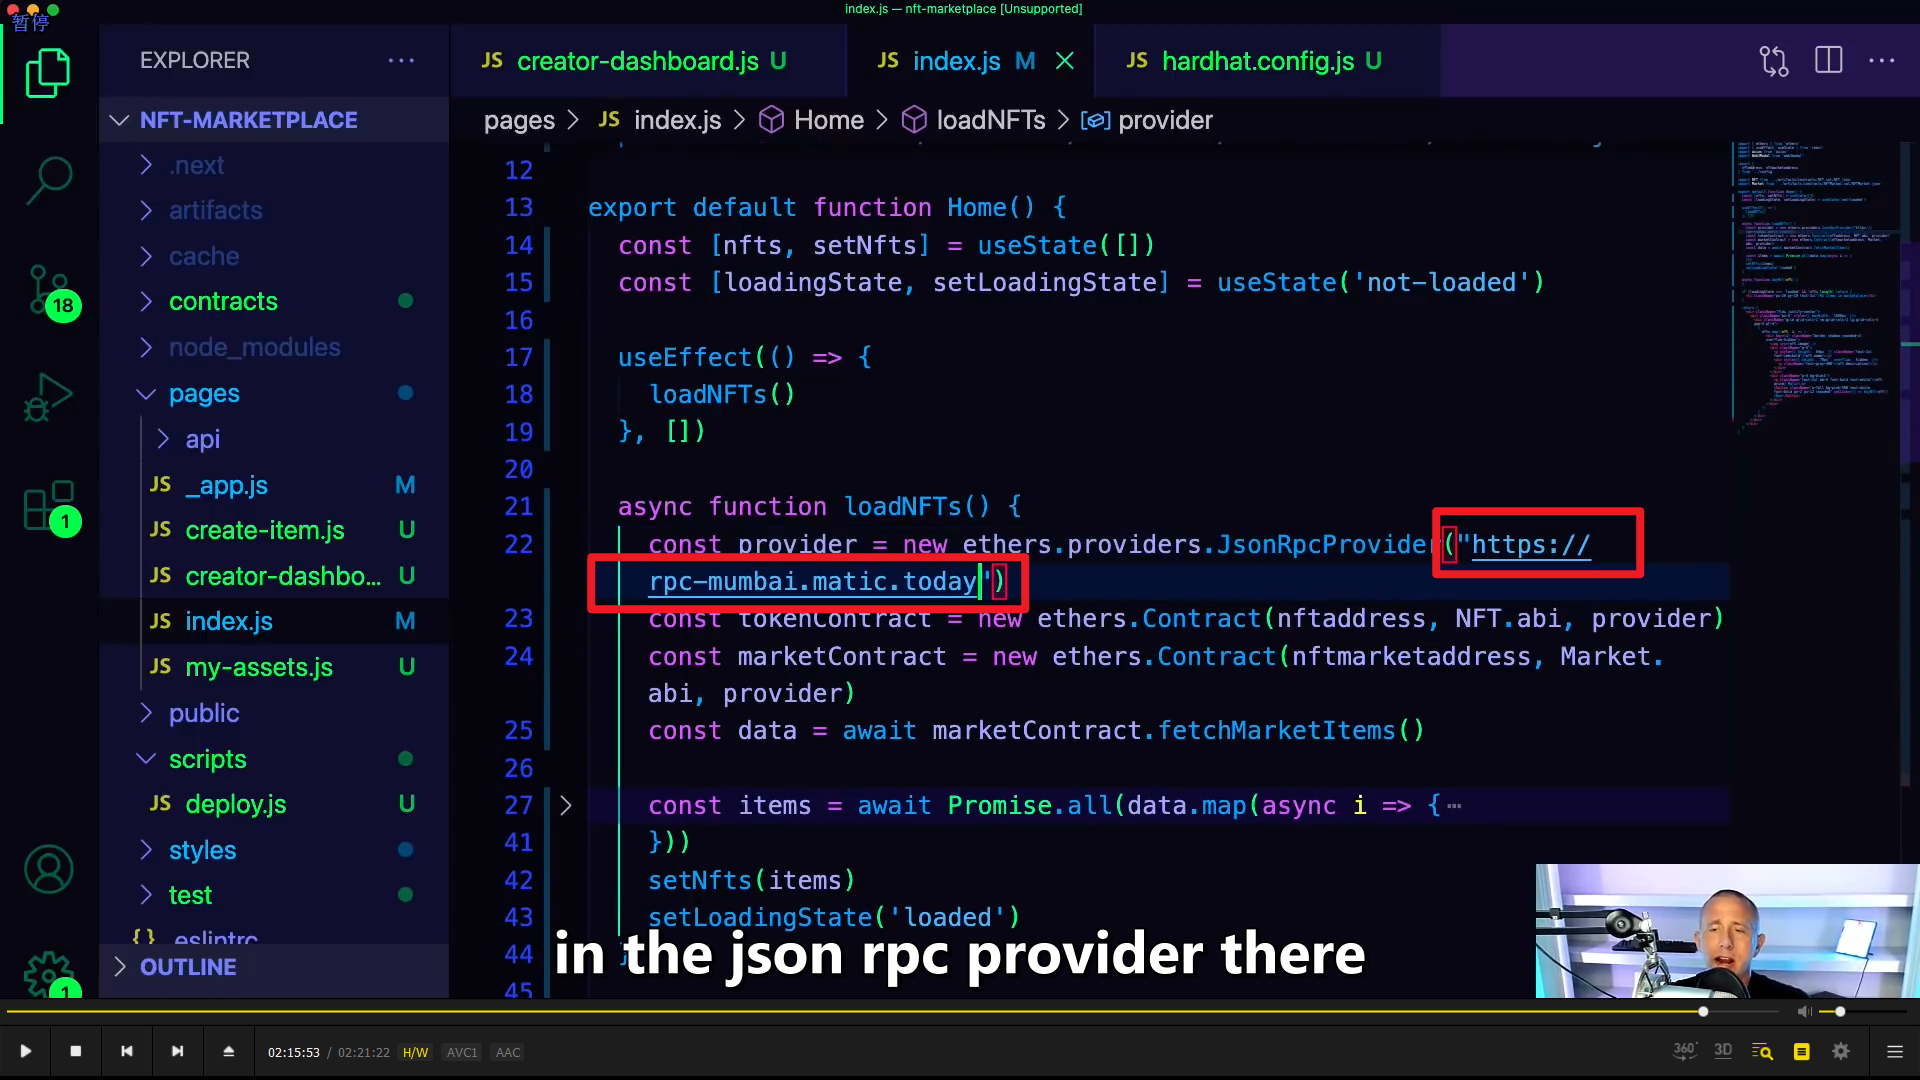 index.js — nft-marketplace [Unsupported]
暂停
EXPLORER
JS creator-dashboard.js U
JS index.js M
JS hardhat.config.js U
NFT-MARKETPLACE
pages > JS index.js > Home > loadNFTs > provider
.next
artifacts
cache
contracts
node_modules
pages
api
JS _app.js M
JS create-item.js U
JS creator-dashbo... U
JS index.js M
JS my-assets.js U
public
scripts
JS deploy.js U
styles
test
{} .eslintrc
OUTLINE
18
1
1
12
13 export default function Home() {
14 const [nfts, setNfts] = useState([])
15 const [loadingState, setLoadingState] = useState('not-loaded')
16
17 useEffect(() => {
18 loadNFTs()
19 }, [])
20
21 async function loadNFTs() {
22 const provider = new ethers.providers.JsonRpcProvider("https://
rpc-mumbai.matic.today")
23 const tokenContract = new ethers.Contract(nftaddress, NFT.abi, provider)
24 const marketContract = new ethers.Contract(nftmarketaddress, Market.
abi, provider)
25 const data = await marketContract.fetchMarketItems()
26
27 const items = await Promise.all(data.map(async i => {…
41 }))
42 setNfts(items)
43 setLoadingState('loaded')
44
45
in the json rpc provider there
02:15:53 / 02:21:22 H/W AVC1 AAC
360° 3D